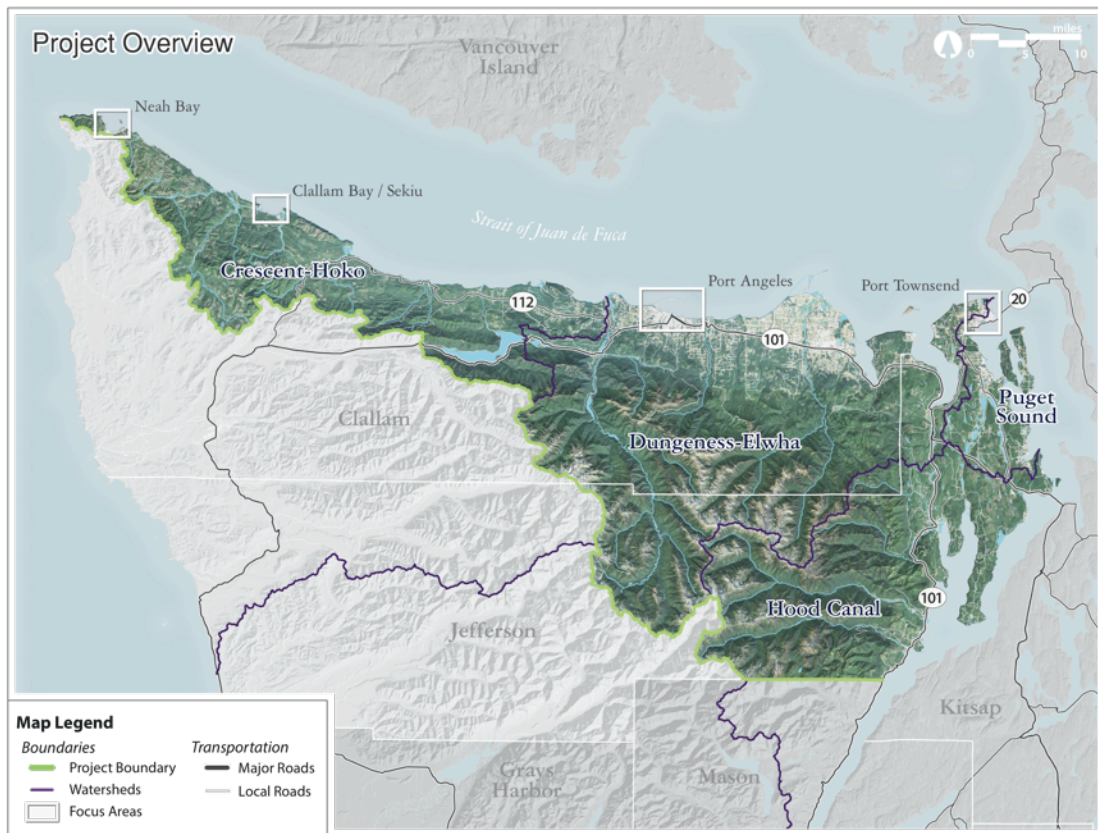 Project Overview
Vancouver
Island
miles
0 5 10
Neah Bay
Clallam Bay / Sekiu
Strait of Juan de Fuca
Crescent-Hoko
112
Port Angeles
Port Townsend
20
101
Clallam
Puget
Sound
Dungeness-Elwha
101
Hood Canal
Jefferson
Kitsap
Grays
Harbor
Mason
Map Legend
Boundaries
Project Boundary
Watersheds
Focus Areas
Transportation
Major Roads
Local Roads